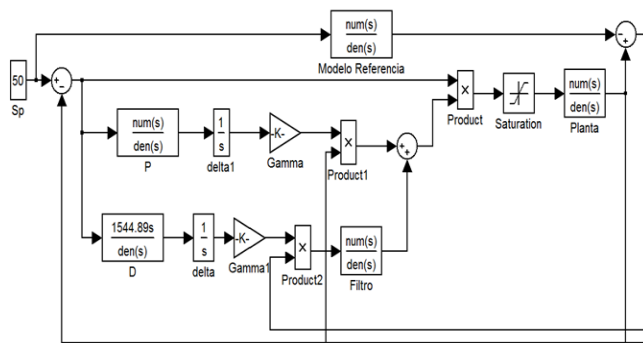 num(s)
den(s)
Modelo Referencia
50
Sp
num(s)
den(s)
P
1
s
delta1
-K-
Gamma
×
Product1
×
Product
Saturation
num(s)
den(s)
Planta
1544.89s
den(s)
D
1
s
delta
-K-
Gamma1
×
Product2
num(s)
den(s)
Filtro